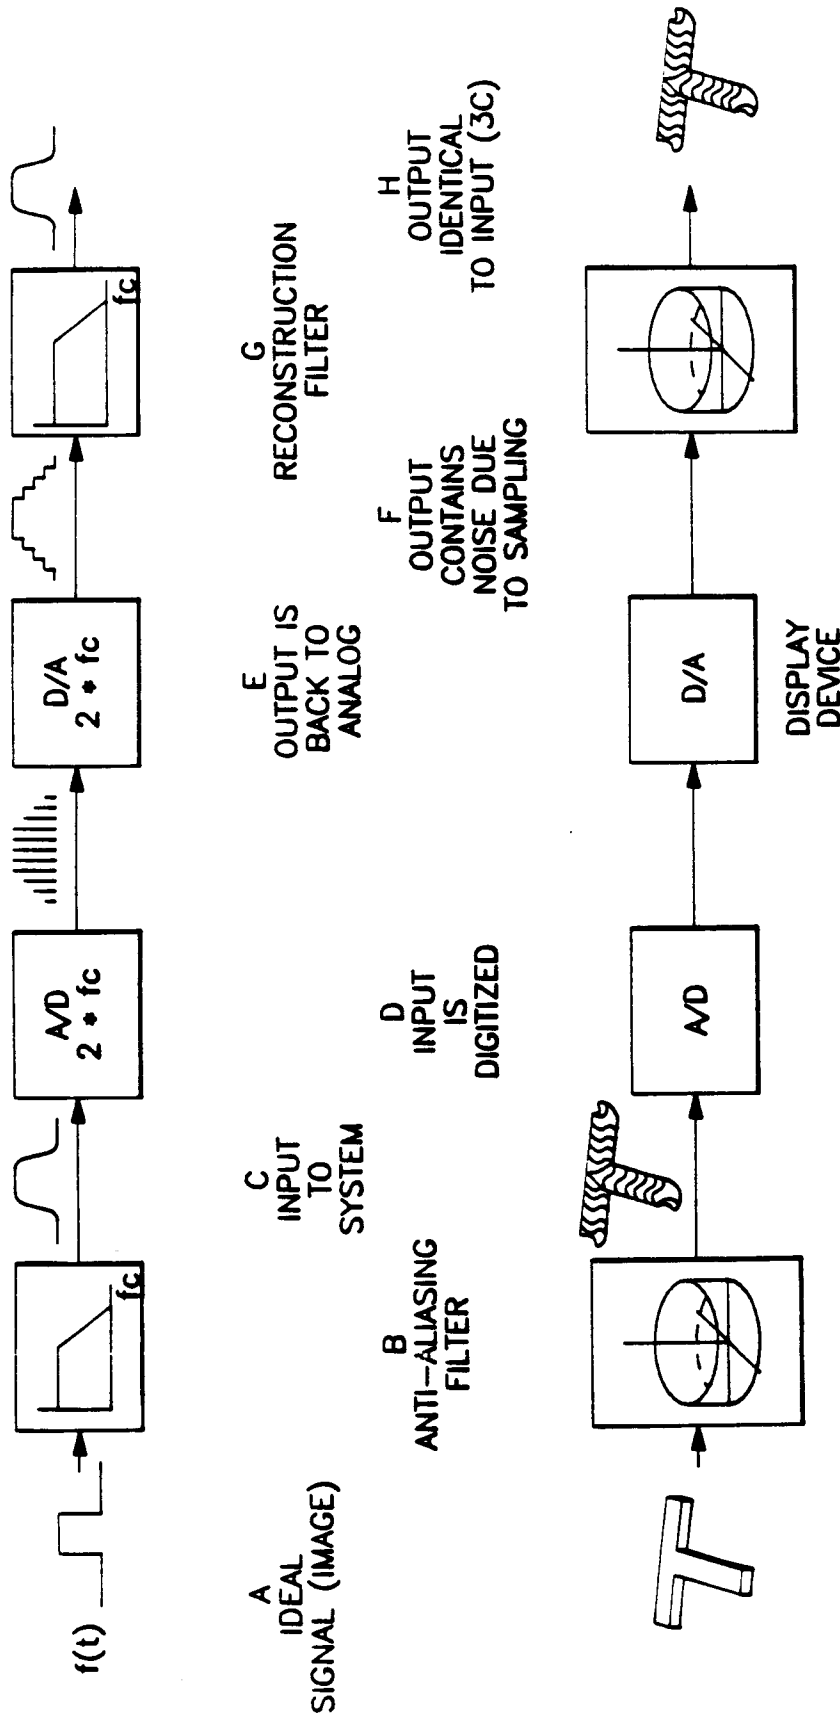 f(t)
fc
A/D
2 * fc
D/A
2 * fc
fc
A
IDEAL
SIGNAL (IMAGE)
B
ANTI-ALIASING
FILTER
C
INPUT
TO
SYSTEM
D
INPUT
IS
DIGITIZED
E
OUTPUT IS
BACK TO
ANALOG
F
OUTPUT
CONTAINS
NOISE DUE
TO SAMPLING
G
RECONSTRUCTION
FILTER
H
OUTPUT
IDENTICAL
TO INPUT (3C)
A/D
D/A
DISPLAY
DEVICE